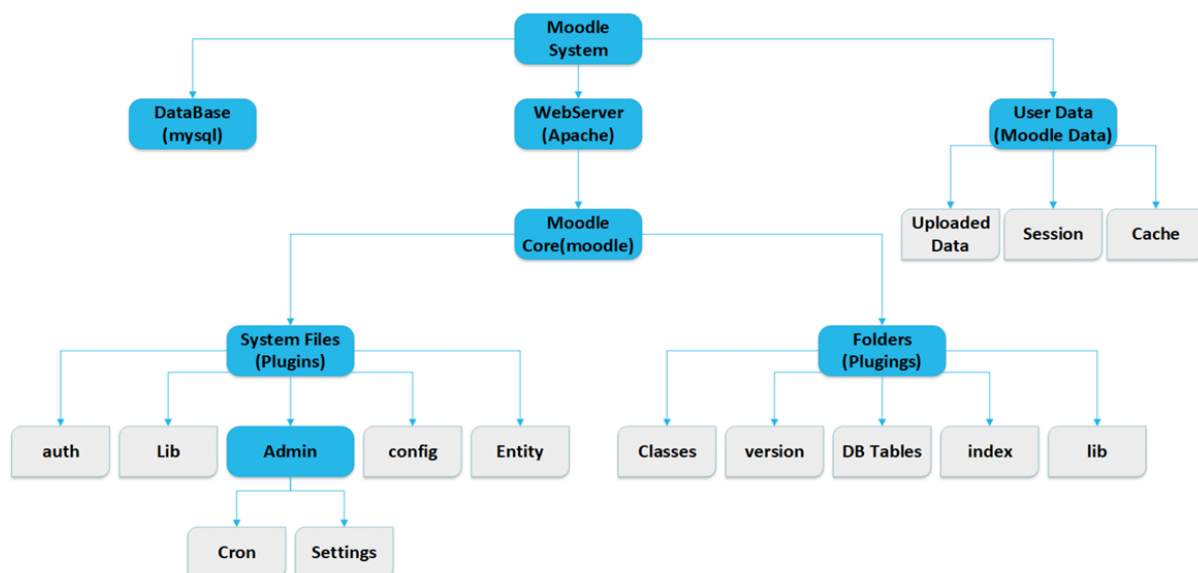 Moodle
System
DataBase
(mysql)
WebServer
(Apache)
User Data
(Moodle Data)
Moodle
Core(moodle)
Uploaded
Data
Session
Cache
System Files
(Plugins)
Folders
(Plugings)
auth
Lib
Admin
config
Entity
Classes
version
DB Tables
index
lib
Cron
Settings